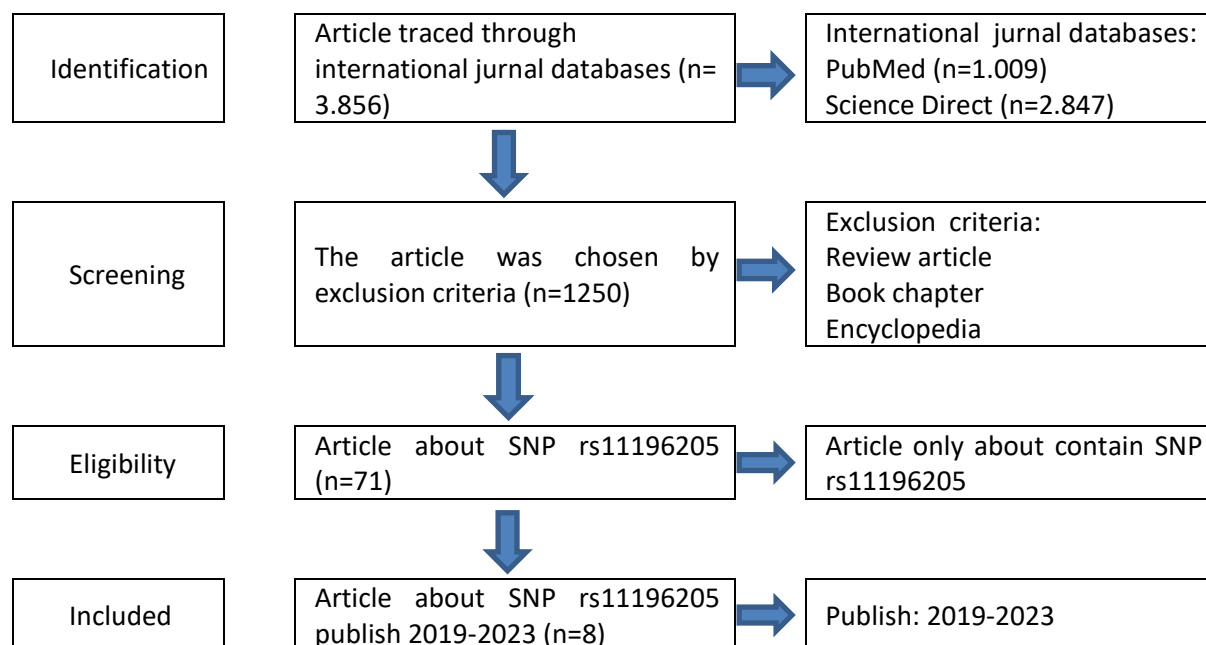 Identification
Article traced through
international jurnal databases (n=
3.856)
International jurnal databases:
PubMed (n=1.009)
Science Direct (n=2.847)
Screening
The article was chosen by
exclusion criteria (n=1250)
Exclusion criteria:
Review article
Book chapter
Encyclopedia
Eligibility
Article about SNP rs11196205
(n=71)
Article only about contain SNP
rs11196205
Included
Article about SNP rs11196205
publish 2019-2023 (n=8)
Publish: 2019-2023